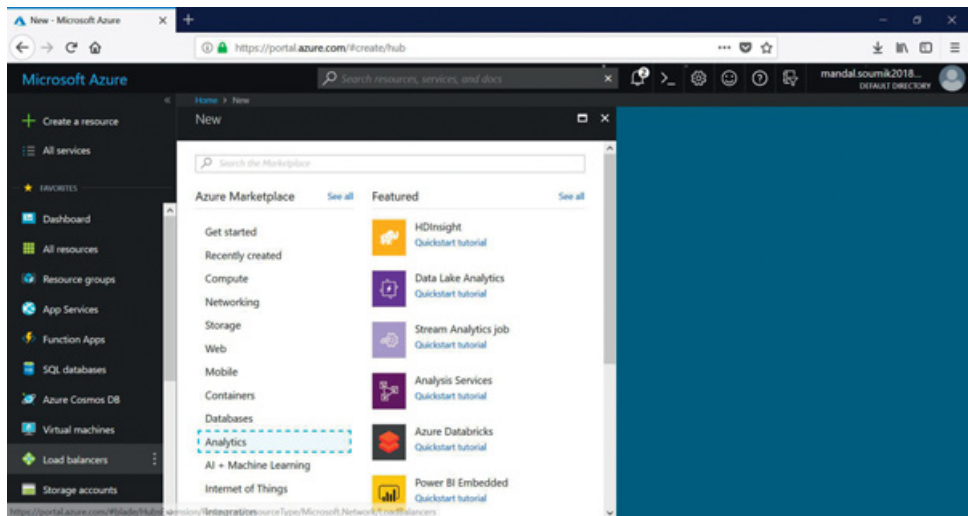 New - Microsoft Azure
https://portal.azure.com/#create/hub
Microsoft Azure
Search resources, services, and docs
mandal.soumik2018...
DEFAULT DIRECTORY
Create a resource
All services
FAVORITES
Dashboard
All resources
Resource groups
App Services
Function Apps
SQL databases
Azure Cosmos DB
Virtual machines
Load balancers
Storage accounts
Home > New
New
Search the Marketplace
Azure Marketplace
See all
Get started
Recently created
Compute
Networking
Storage
Web
Mobile
Containers
Databases
Analytics
AI + Machine Learning
Internet of Things
Featured
See all
HDInsight
Quickstart tutorial
Data Lake Analytics
Quickstart tutorial
Stream Analytics job
Quickstart tutorial
Analysis Services
Quickstart tutorial
Azure Databricks
Quickstart tutorial
Power BI Embedded
Quickstart tutorial